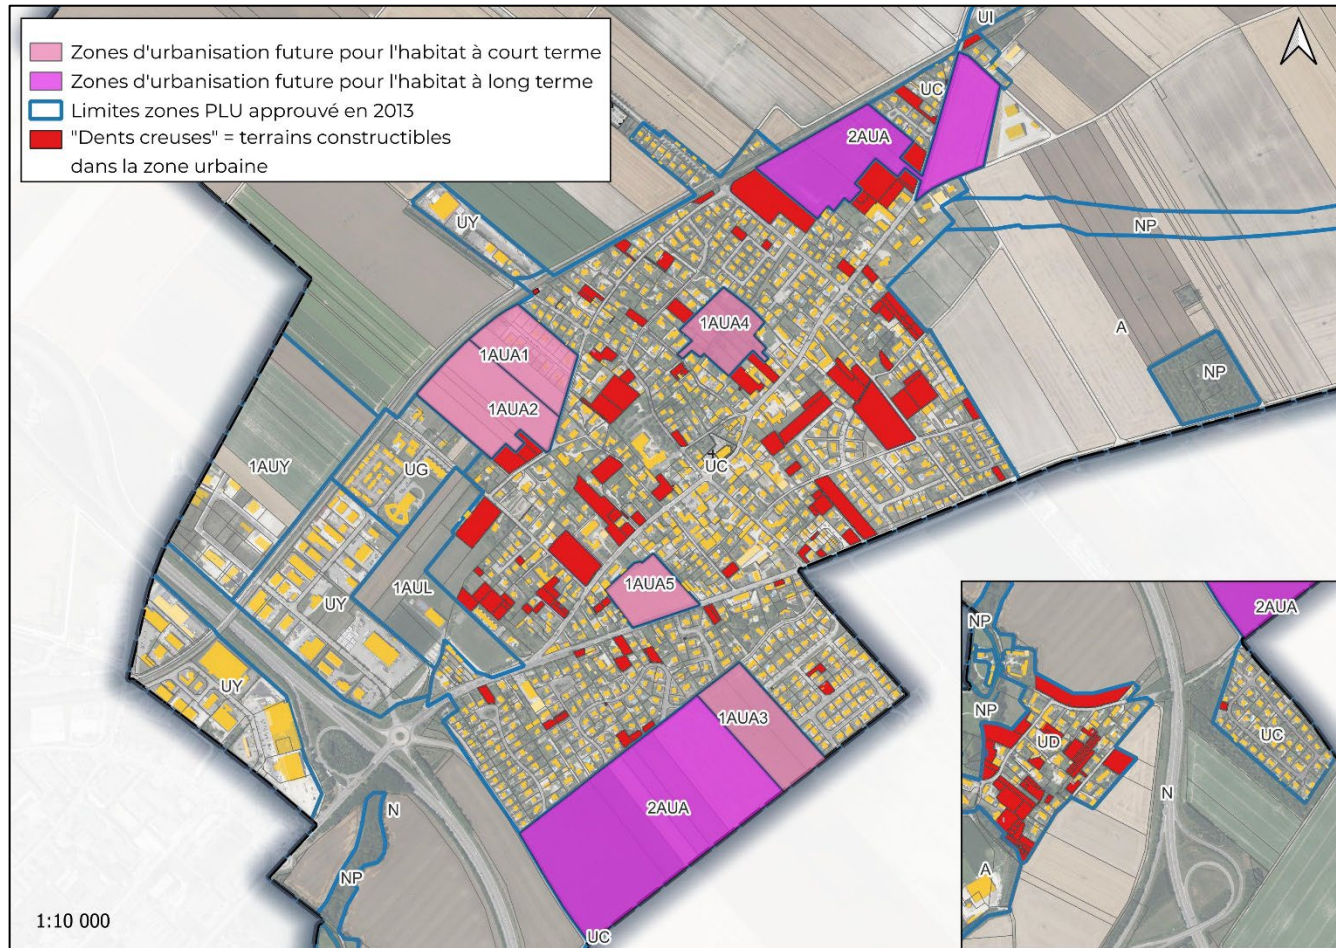 Zones d'urbanisation future pour l'habitat à court terme
Zones d'urbanisation future pour l'habitat à long terme
Limites zones PLU approuvé en 2013
"Dents creuses" = terrains constructibles
dans la zone urbaine
UI
UC
2AUA
UY
NP
A
NP
1AUA1
1AUA4
1AUA2
4
UC
UG
1AUY
1AUL
1AUA5
UY
UY
1AUA3
2AUA
N
NP
UC
1:10 000
2AUA
NP
NP
UD
UC
N
A